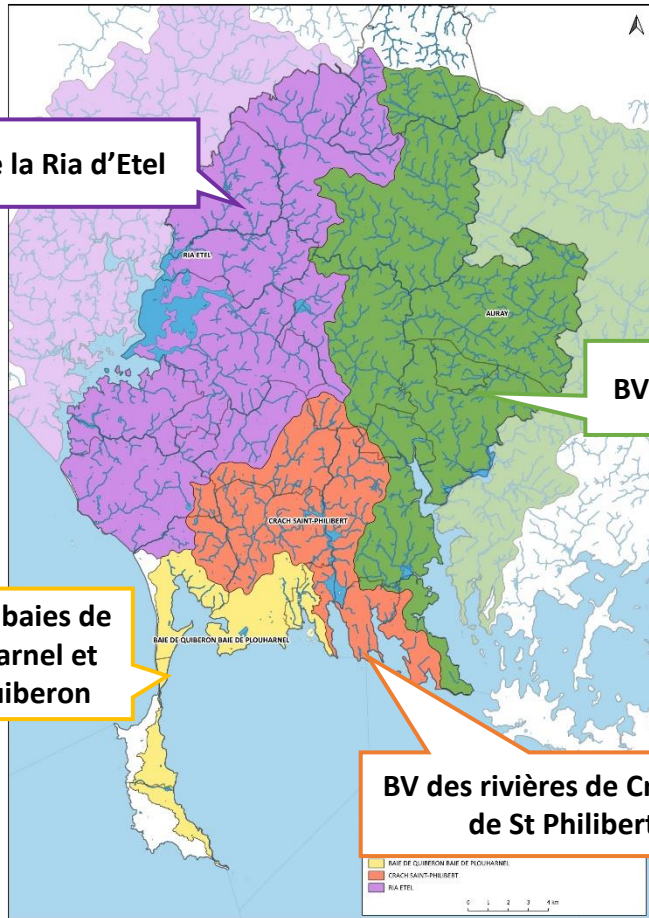 e la Ria d'Etel
RIA ETEL
AURAY
BV
CRACH SAINT-PHILIBERT
baies de
arnel et
uiberon
BAIE DE QUIBERON BAIE DE PLOUHARNEL
BV des rivières de Cr
de St Philibert
BAIE DE QUIBERON BAIE DE PLOUHARNEL
CRACH SAINT-PHILIBERT
RIA ETEL
0 1 2 3 4 km